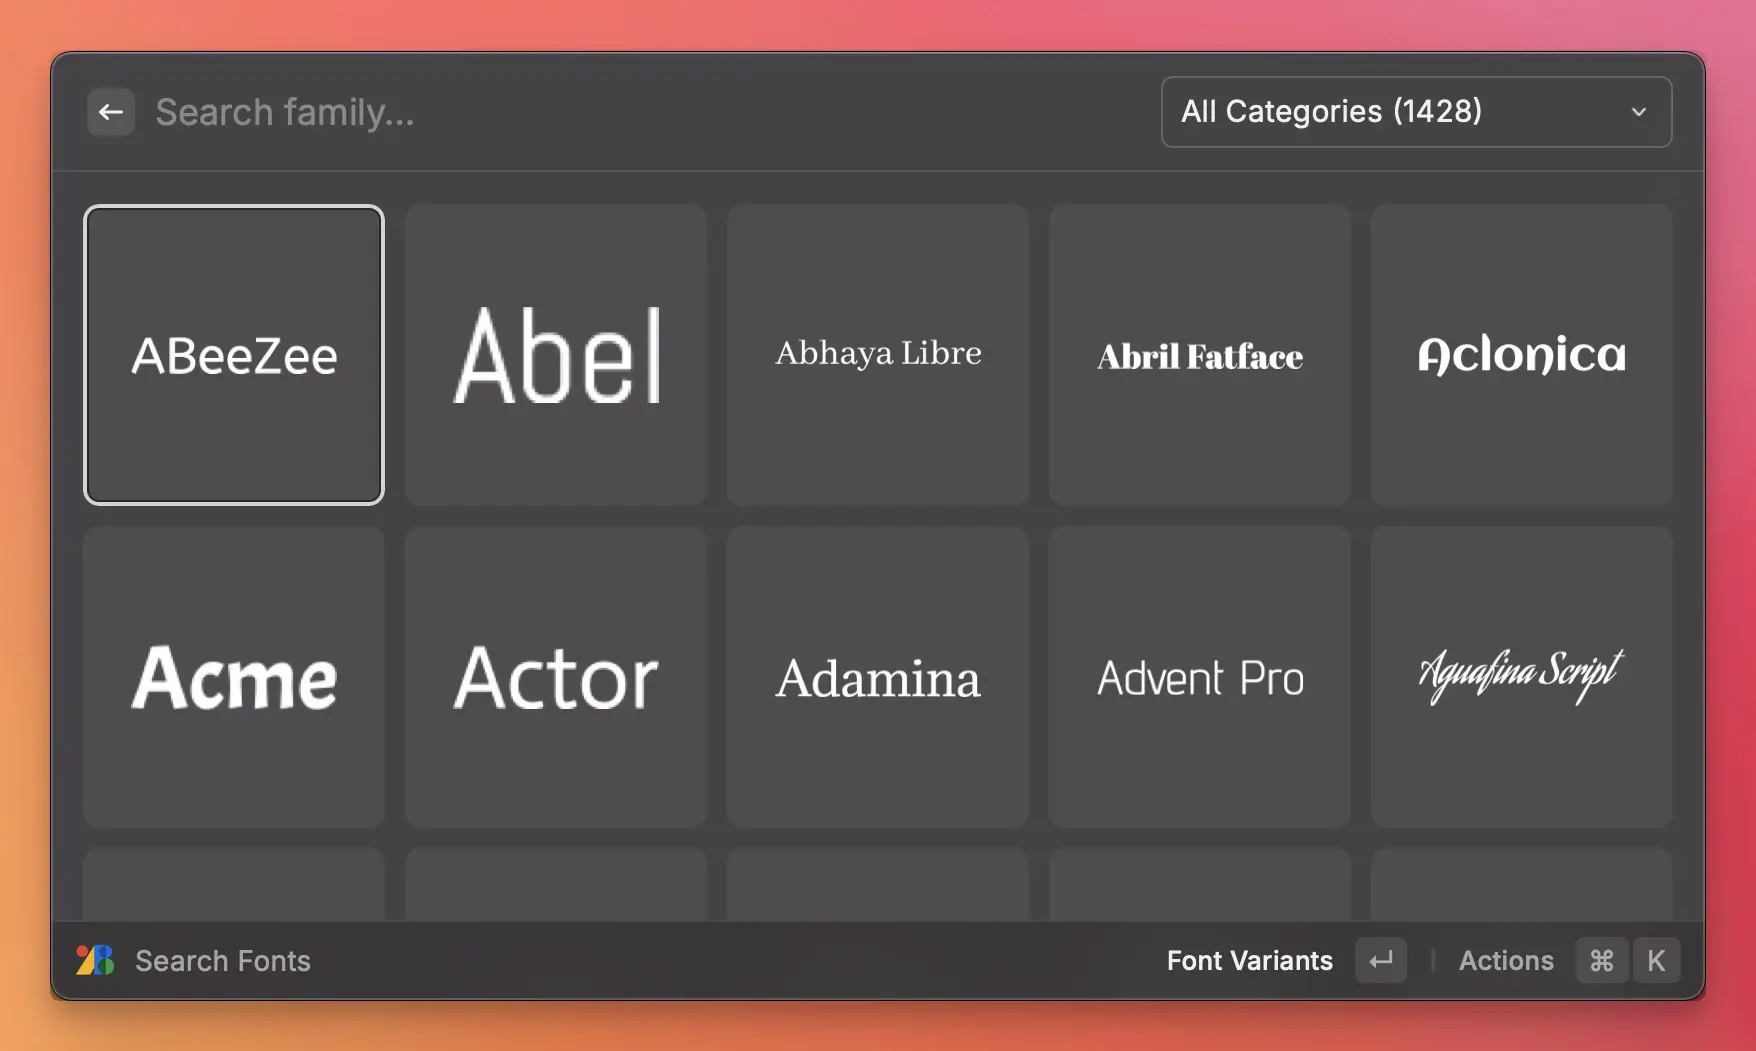 Search family...
All Categories (1428)
ABeeZee
Abel
Abhaya Libre
Abril Fatface
Aclonica
Acme
Actor
Adamina
Advent Pro
Aguafina Script
Search Fonts
Font Variants
Actions
⌘ K